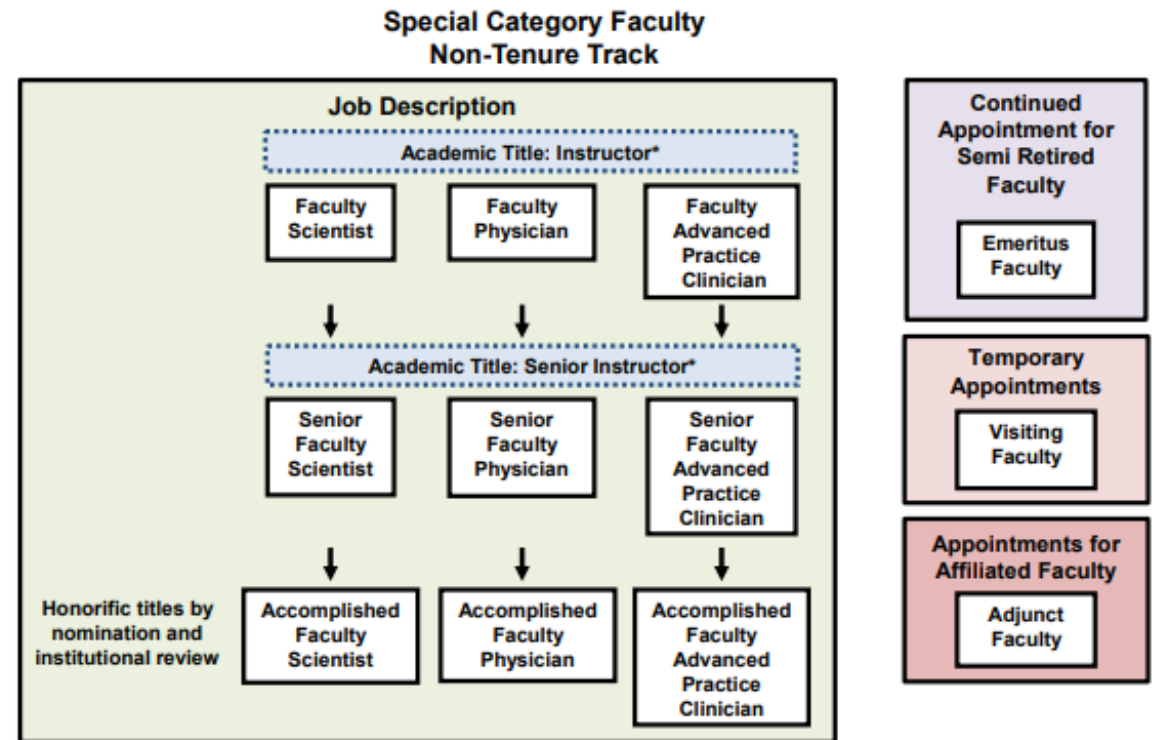 Special Category Faculty
Non-Tenure Track
Job Description
Academic Title: Instructor*
Faculty
Scientist
Faculty
Physician
Faculty
Advanced
Practice
Clinician
Academic Title: Senior Instructor*
Senior
Faculty
Scientist
Senior
Faculty
Physician
Senior
Faculty
Advanced
Practice
Clinician
Honorific titles by
nomination and
institutional review
Accomplished
Faculty
Scientist
Accomplished
Faculty
Physician
Accomplished
Faculty
Advanced
Practice
Clinician
Continued
Appointment for
Semi Retired
Faculty
Emeritus
Faculty
Temporary
Appointments
Visiting
Faculty
Appointments for
Affiliated Faculty
Adjunct
Faculty